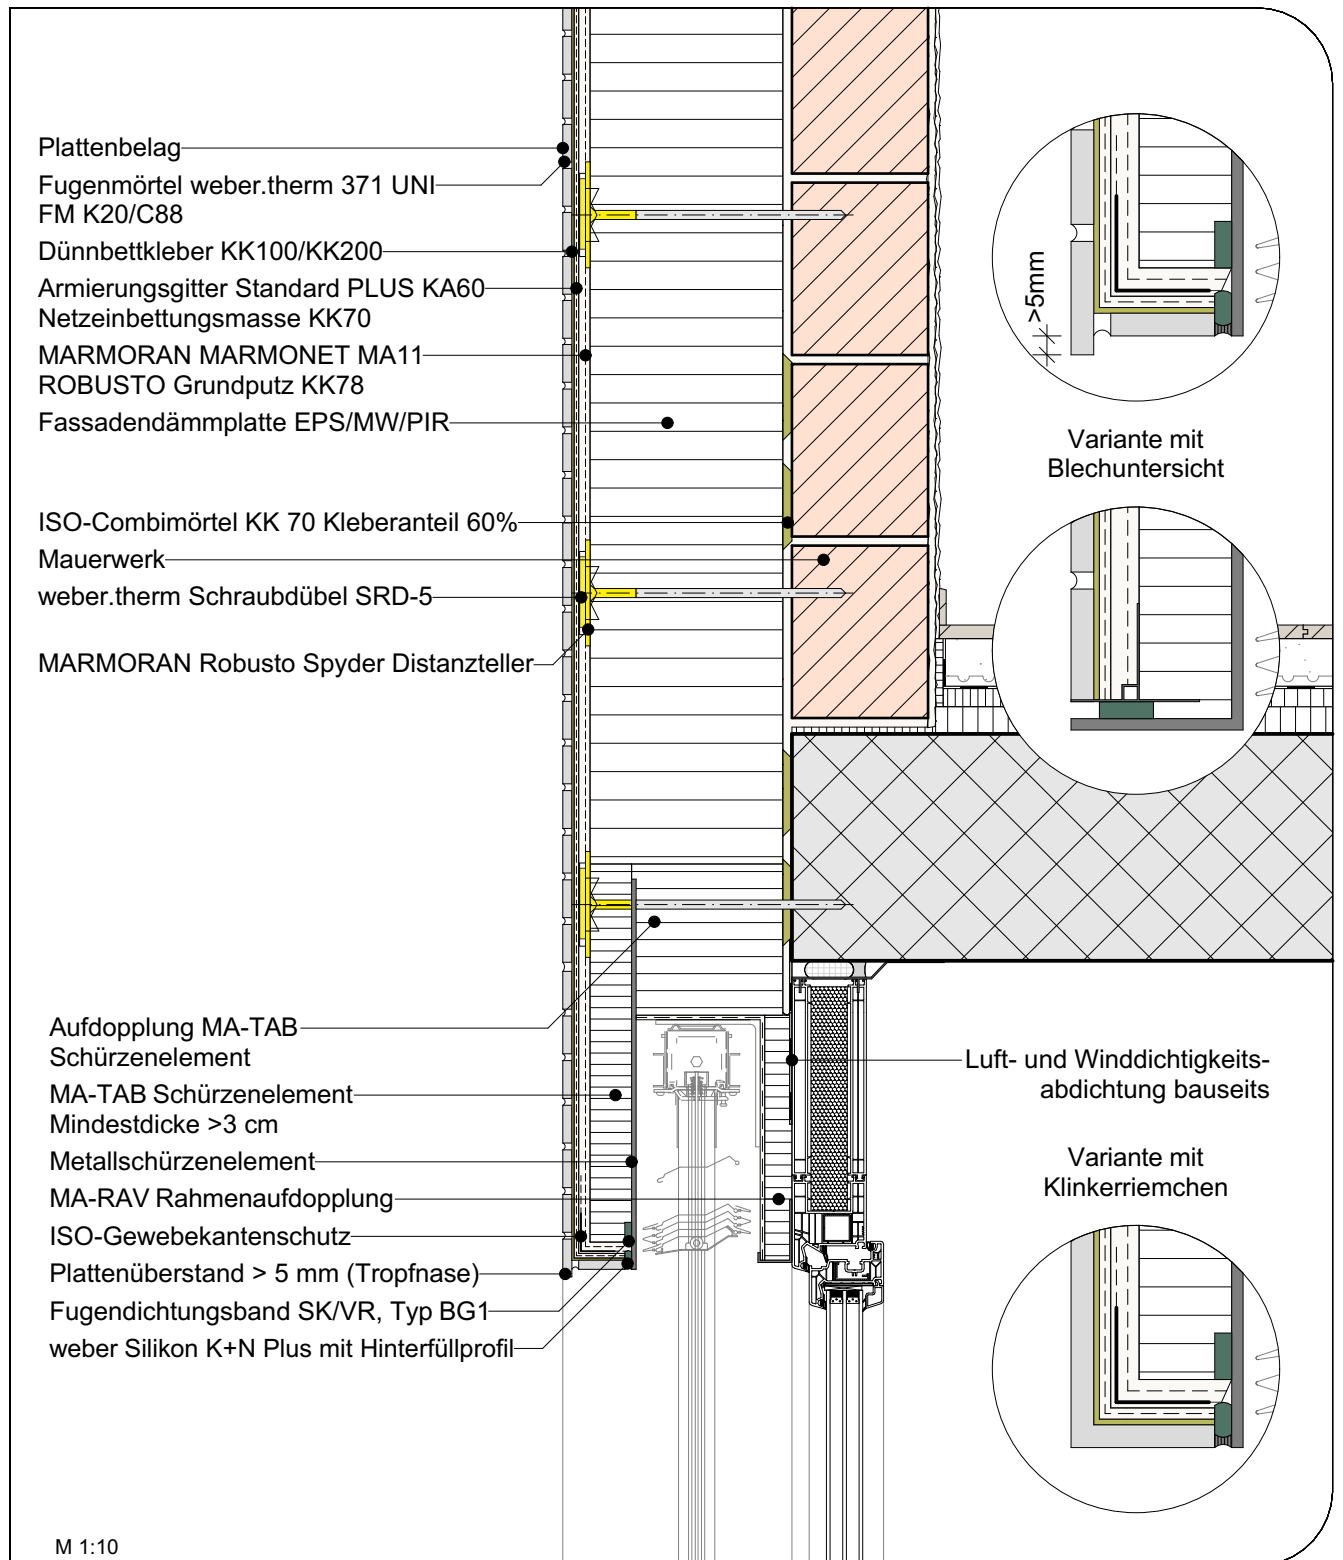 Plattenbelag
Fugenmörtel weber.therm 371 UNI
FM K20/C88
Dünnbettkleber KK100/KK200
Armierungsgitter Standard PLUS KA60
Netzeinbettungsmasse KK70
MARMORAN MARMONET MA11
ROBUSTO Grundputz KK78
Fassadendämmplatte EPS/MW/PIR
ISO-Combimörtel KK 70 Kleberanteil 60%
Mauerwerk
weber.therm Schraubdübel SRD-5
MARMORAN Robusto Spyder Distanzteller
Aufdopplung MA-TAB
Schürzenelement
MA-TAB Schürzenelement
Mindestdicke >3 cm
Metallschürzenelement
MA-RAV Rahmenaufdopplung
ISO-Gewebekantenschutz
Plattenüberstand > 5 mm (Tropfnase)
Fugendichtungsband SK/VR, Typ BG1
weber Silikon K+N Plus mit Hinterfüllprofil
>5mm
Variante mit
Blechuntersicht
Luft- und Winddichtigkeits-
abdichtung bauseits
Variante mit
Klinkerriemchen
M 1:10